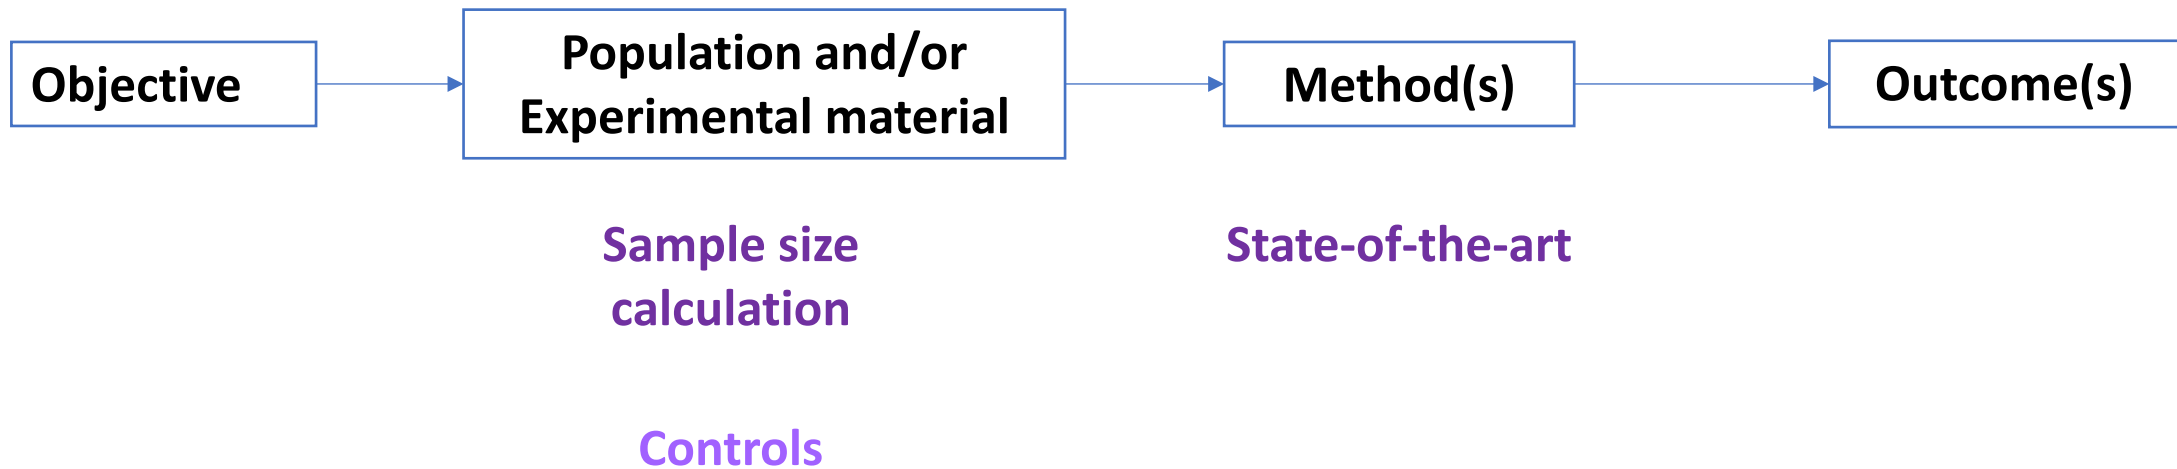 Objective
Population and/or
Experimental material
Method(s)
Outcome(s)
Sample size
calculation
State-of-the-art
Controls